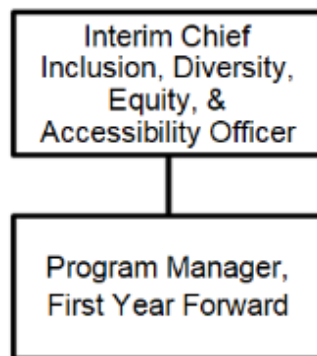 Interim Chief
Inclusion, Diversity,
Equity, &
Accessibility Officer
Program Manager,
First Year Forward